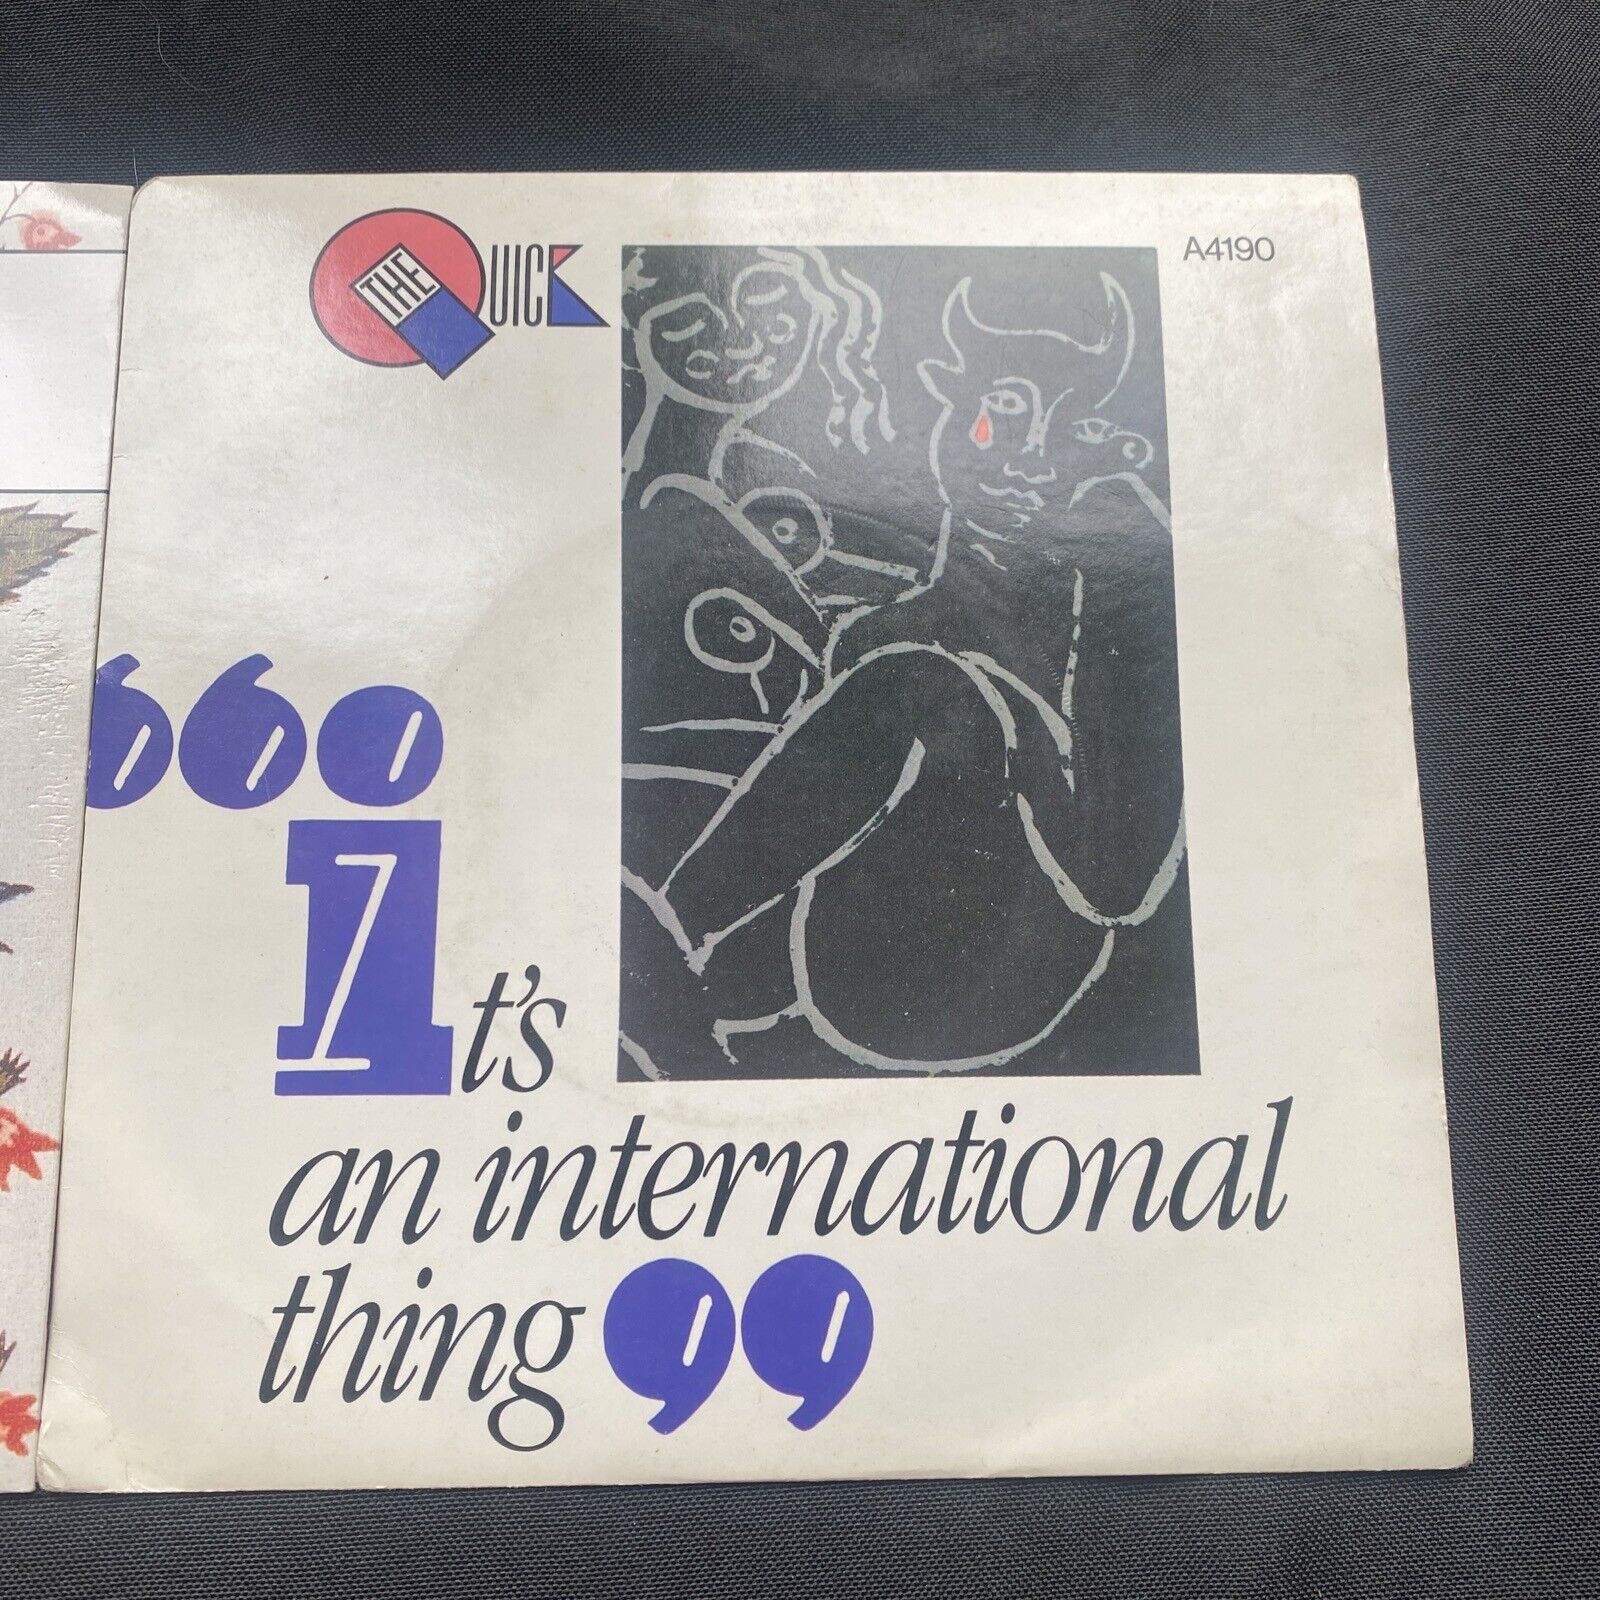 THE QUICK
A4190
“It's
an international
thing”